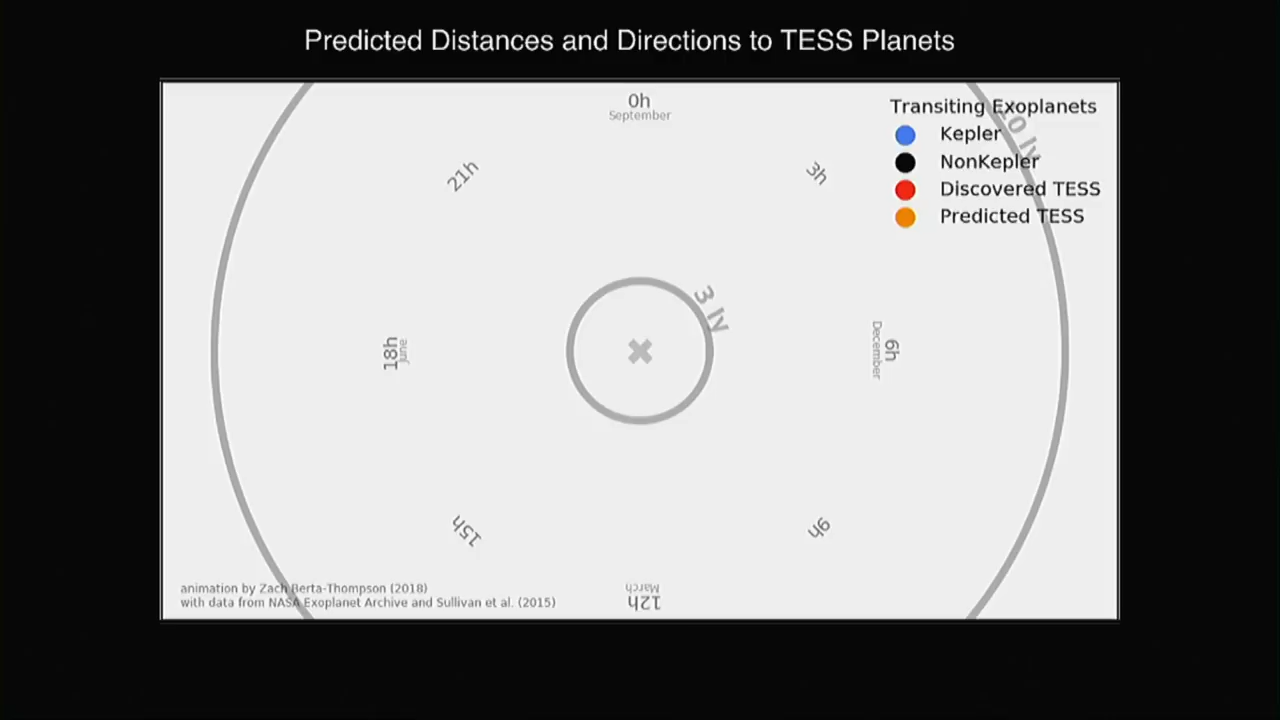 Predicted Distances and Directions to TESS Planets
0h
September
Transiting Exoplanets
Kepler
NonKepler
Discovered TESS
Predicted TESS
10 ly
21h
3h
3 ly
18h
June
6h
December
15h
9h
March
12h
animation by Zach Berta-Thompson (2018)
with data from NASA Exoplanet Archive and Sullivan et al. (2015)